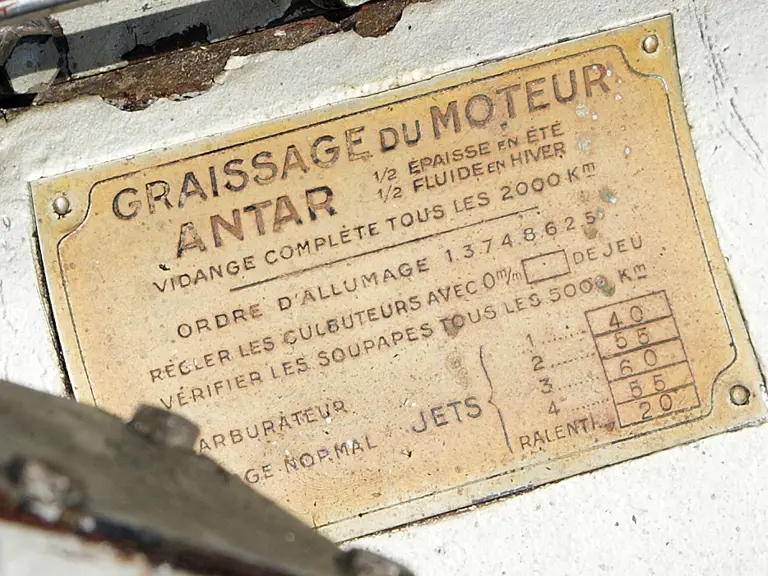 GRAISSAGE DU MOTEUR
ANTAR 1/2 ÉPAISSE EN ÉTÉ
1/2 FLUIDE EN HIVER
VIDANGE COMPLÈTE TOUS LES 2000 Km
ORDRE D'ALLUMAGE 1.3.7.4.8.6.2.5
RÉGLER LES CULBUTEURS AVEC 0m/m DE JEU
VÉRIFIER LES SOUPAPES TOUS LES 5000 Km
JETS
1 ....... 40
2 ....... 55
3 ....... 60
4 ....... 55
RALENTI.. 20
ARBURATEUR
GE NORMAL